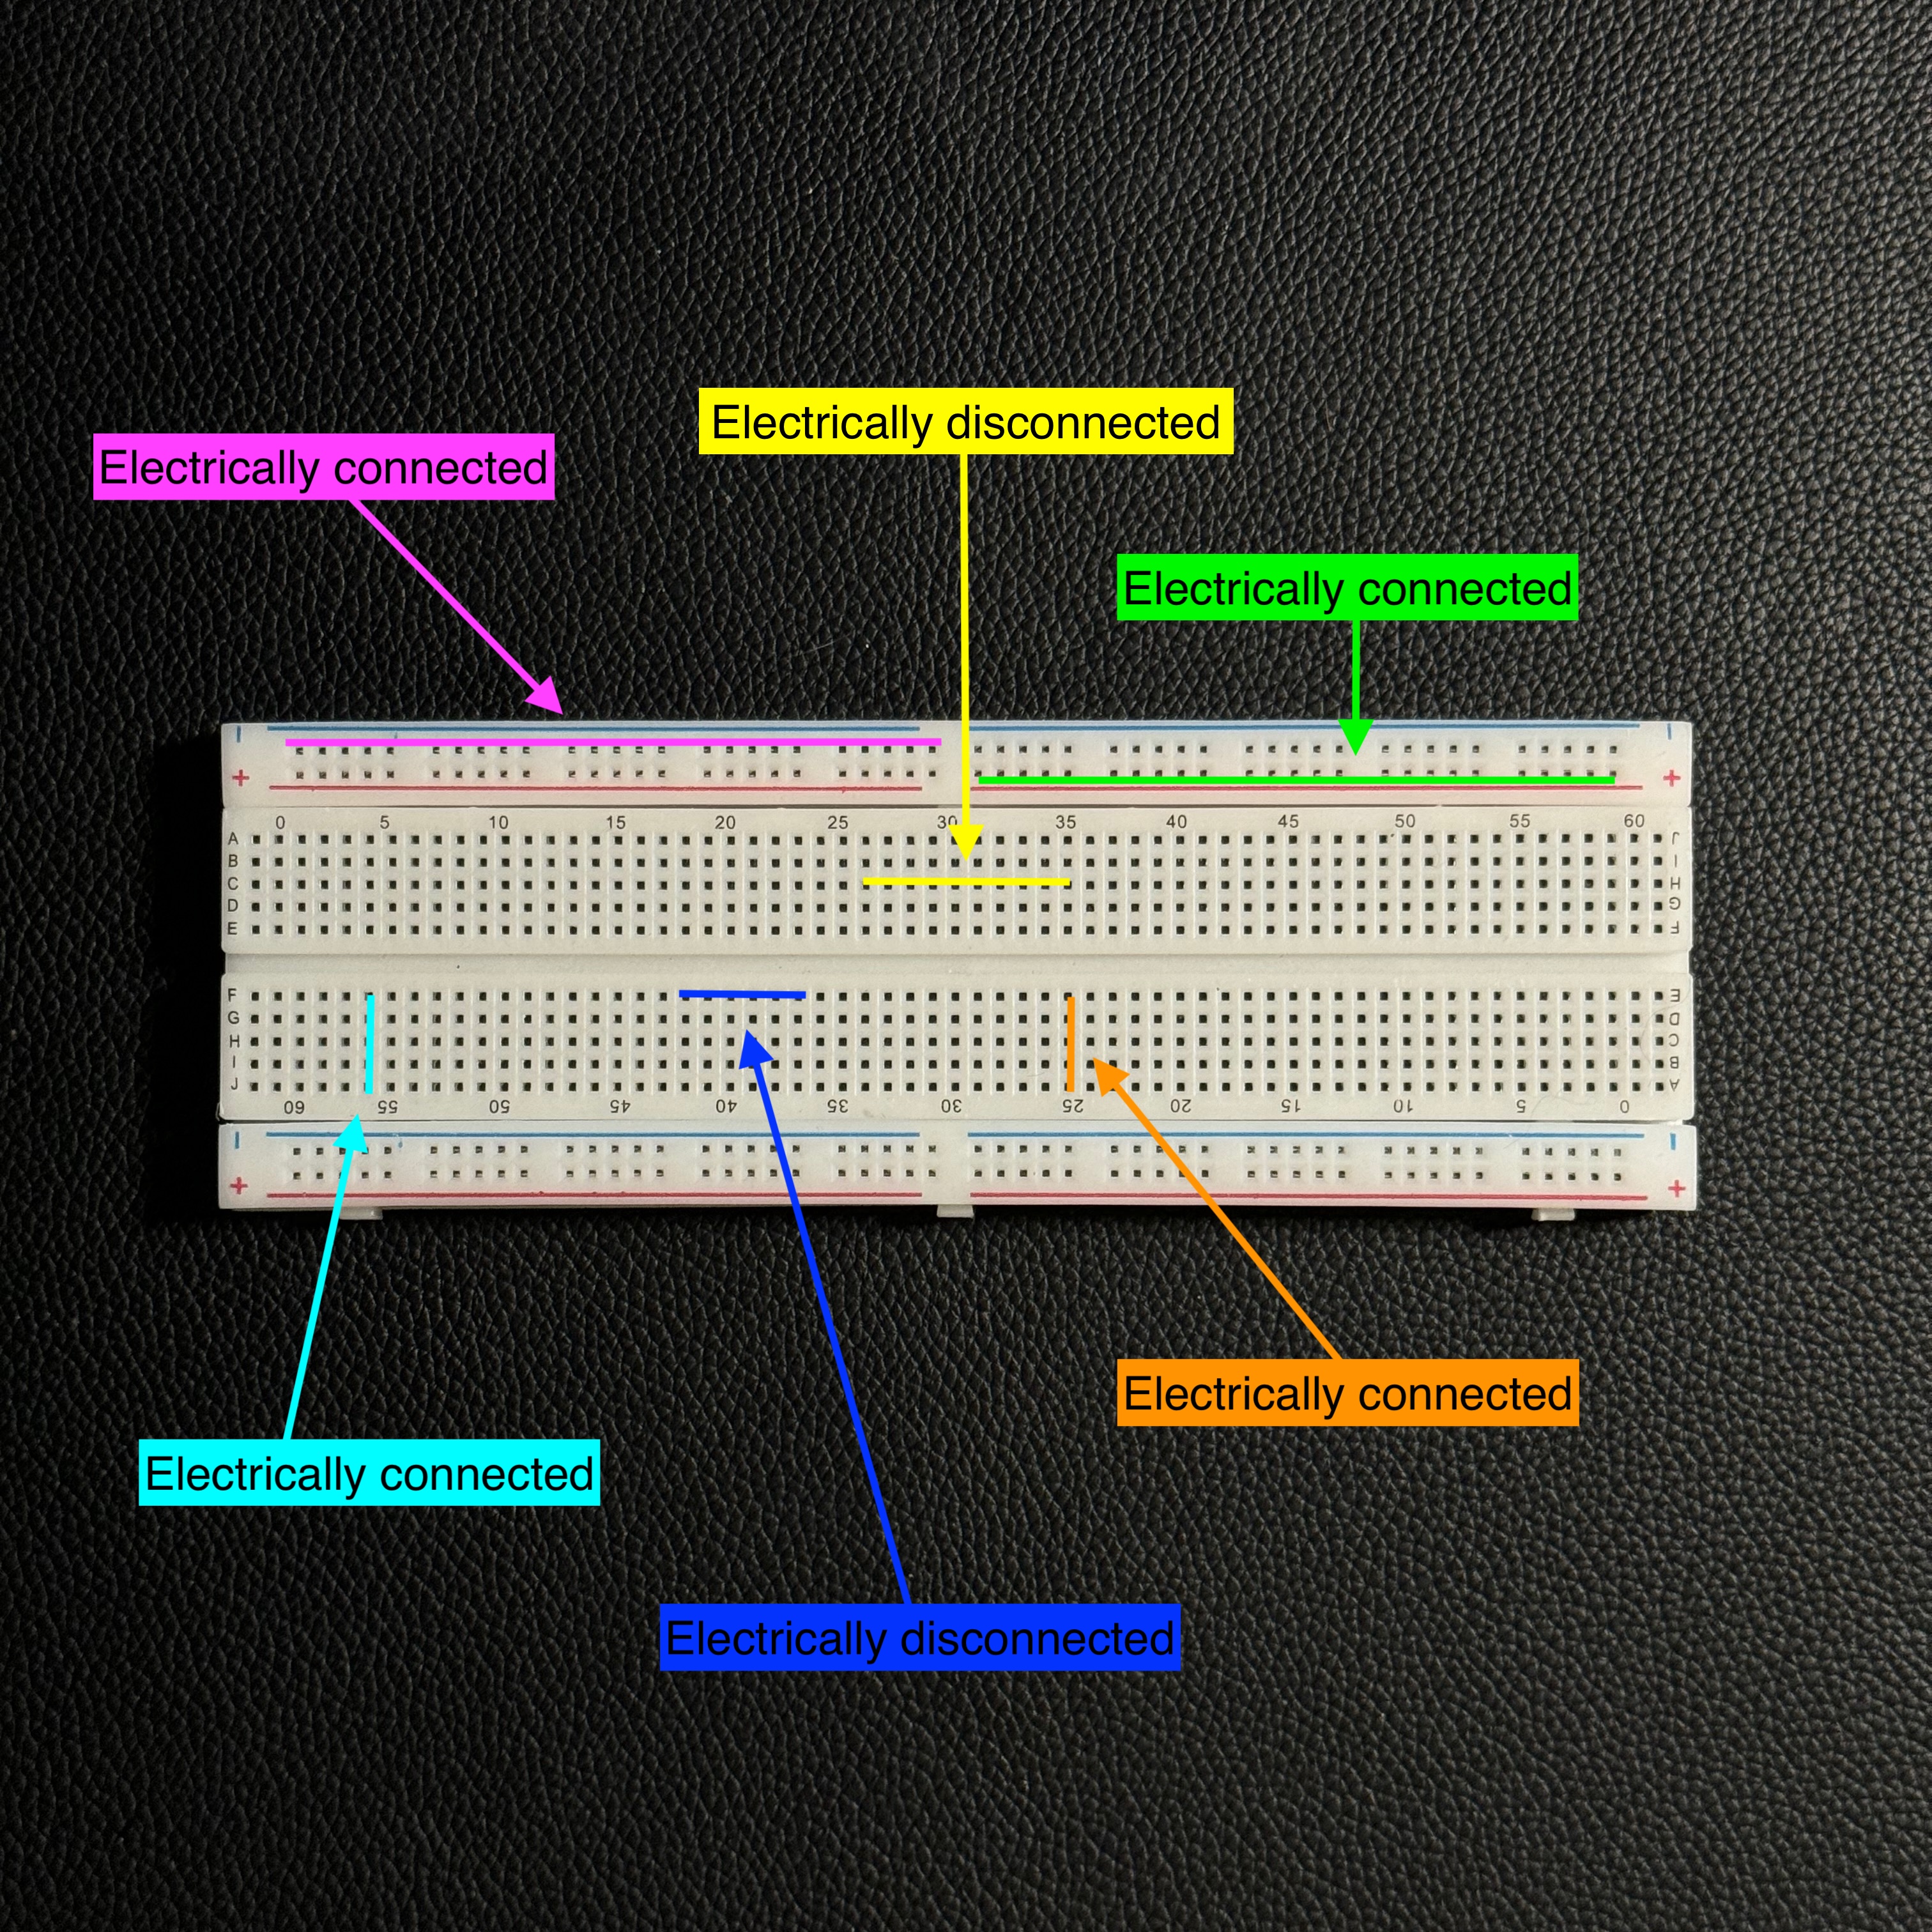 Electrically disconnected
Electrically connected
Electrically connected
+ +
0 5 10 15 20 25 30 35 40 45 50 55 60
A J
B I
C H
D G
E F
F E
G D
H C
I B
J A
60 55 50 45 40 35 30 25 20 15 10 5 0
+ +
Electrically connected
Electrically connected
Electrically disconnected